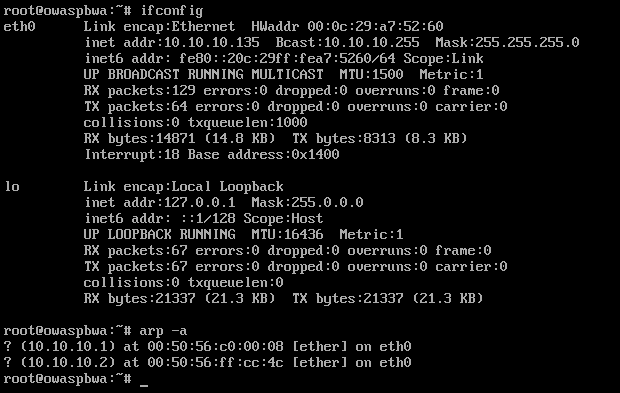 root@owaspbwa:~# ifconfig
eth0      Link encap:Ethernet  HWaddr 00:0c:29:a7:52:60
          inet addr:10.10.10.135  Bcast:10.10.10.255  Mask:255.255.255.0
          inet6 addr: fe80::20c:29ff:fea7:5260/64 Scope:Link
          UP BROADCAST RUNNING MULTICAST  MTU:1500  Metric:1
          RX packets:129 errors:0 dropped:0 overruns:0 frame:0
          TX packets:64 errors:0 dropped:0 overruns:0 carrier:0
          collisions:0 txqueuelen:1000
          RX bytes:14871 (14.8 KB)  TX bytes:8313 (8.3 KB)
          Interrupt:18 Base address:0x1400
lo        Link encap:Local Loopback
          inet addr:127.0.0.1  Mask:255.0.0.0
          inet6 addr: ::1/128 Scope:Host
          UP LOOPBACK RUNNING  MTU:16436  Metric:1
          RX packets:67 errors:0 dropped:0 overruns:0 frame:0
          TX packets:67 errors:0 dropped:0 overruns:0 carrier:0
          collisions:0 txqueuelen:0
          RX bytes:21337 (21.3 KB)  TX bytes:21337 (21.3 KB)
root@owaspbwa:~# arp -a
? (10.10.10.1) at 00:50:56:c0:00:08 [ether] on eth0
? (10.10.10.2) at 00:50:56:ff:cc:4c [ether] on eth0
root@owaspbwa:~# _